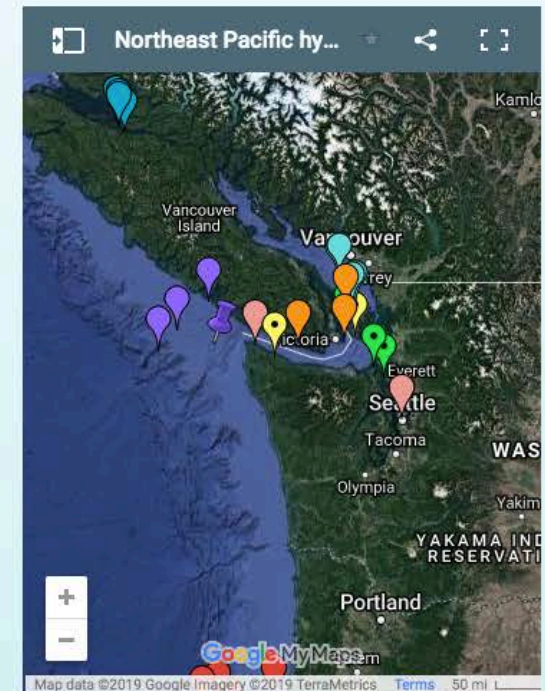 Northeast Pacific hy...
Kamlo
Vancouver
Island
Vancouver
rey
ictoria
Everett
Seattle
Tacoma
WAS
Olympia
Yakim
YAKAMA IND
RESERVATI
Portland
Google My Maps
em
Map data ©2019 Google Imagery ©2019 TerraMetrics Terms 50 mi